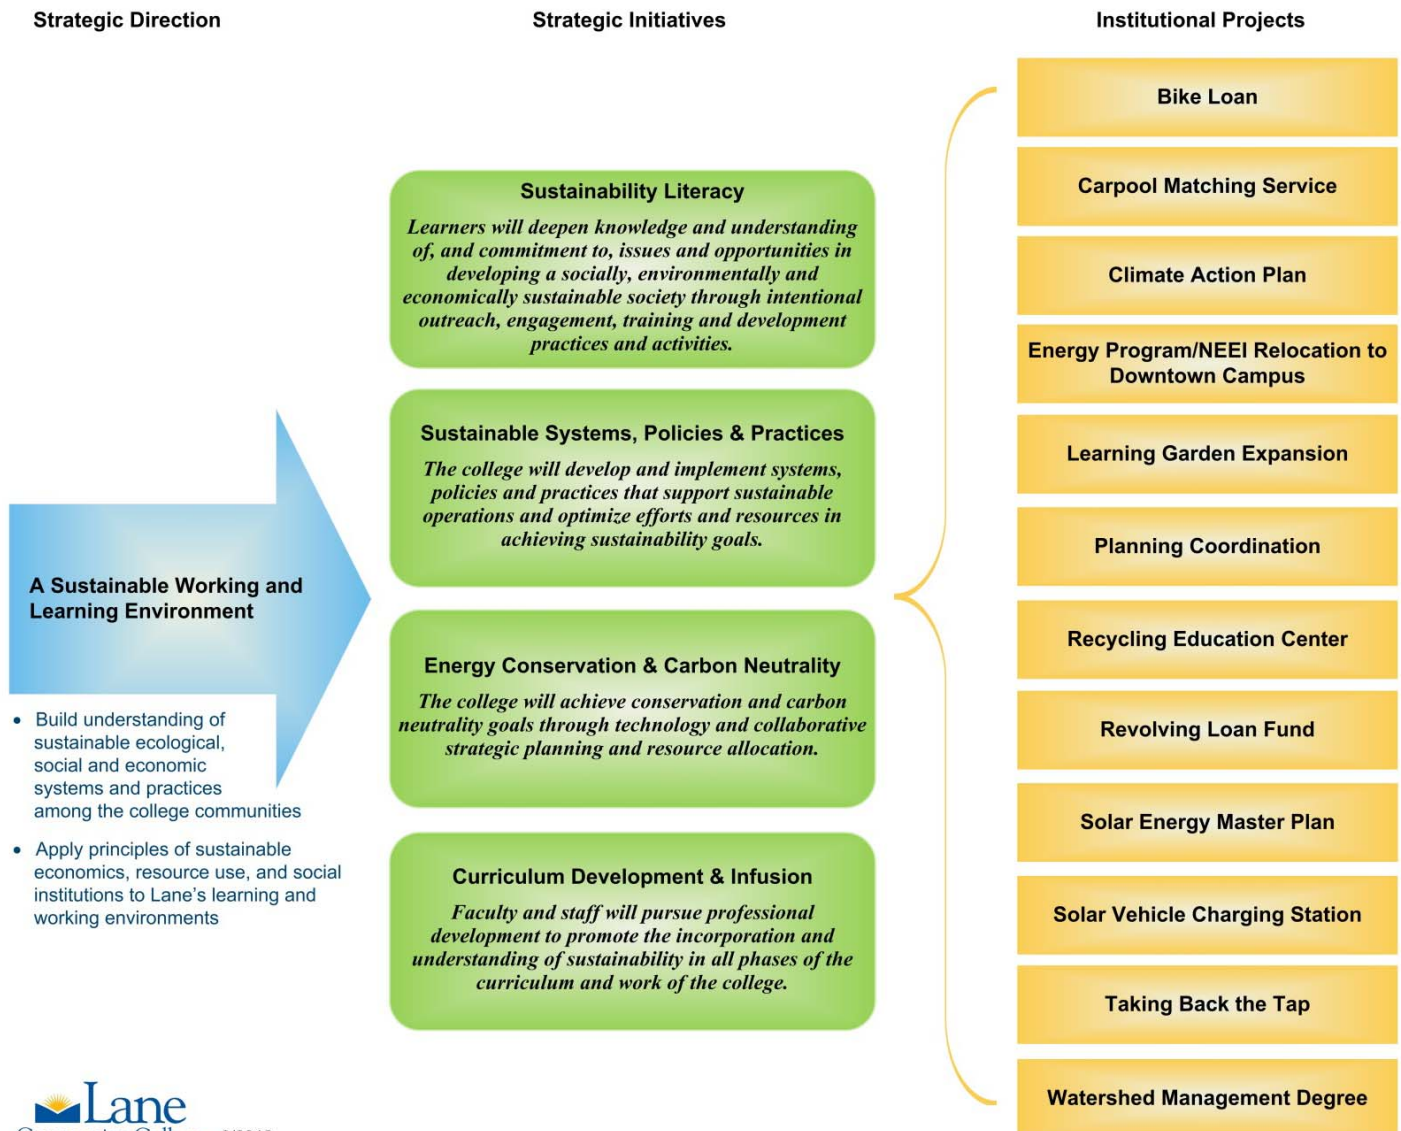 Strategic Direction
Strategic Initiatives
Institutional Projects
A Sustainable Working and
Learning Environment
• Build understanding of
sustainable ecological,
social and economic
systems and practices
among the college communities
• Apply principles of sustainable
economics, resource use, and social
institutions to Lane's learning and
working environments
Sustainability Literacy
Learners will deepen knowledge and understanding
of, and commitment to, issues and opportunities in
developing a socially, environmentally and
economically sustainable society through intentional
outreach, engagement, training and development
practices and activities.
Sustainable Systems, Policies & Practices
The college will develop and implement systems,
policies and practices that support sustainable
operations and optimize efforts and resources in
achieving sustainability goals.
Energy Conservation & Carbon Neutrality
The college will achieve conservation and carbon
neutrality goals through technology and collaborative
strategic planning and resource allocation.
Curriculum Development & Infusion
Faculty and staff will pursue professional
development to promote the incorporation and
understanding of sustainability in all phases of the
curriculum and work of the college.
Bike Loan
Carpool Matching Service
Climate Action Plan
Energy Program/NEEI Relocation to
Downtown Campus
Learning Garden Expansion
Planning Coordination
Recycling Education Center
Revolving Loan Fund
Solar Energy Master Plan
Solar Vehicle Charging Station
Taking Back the Tap
Watershed Management Degree
Lane